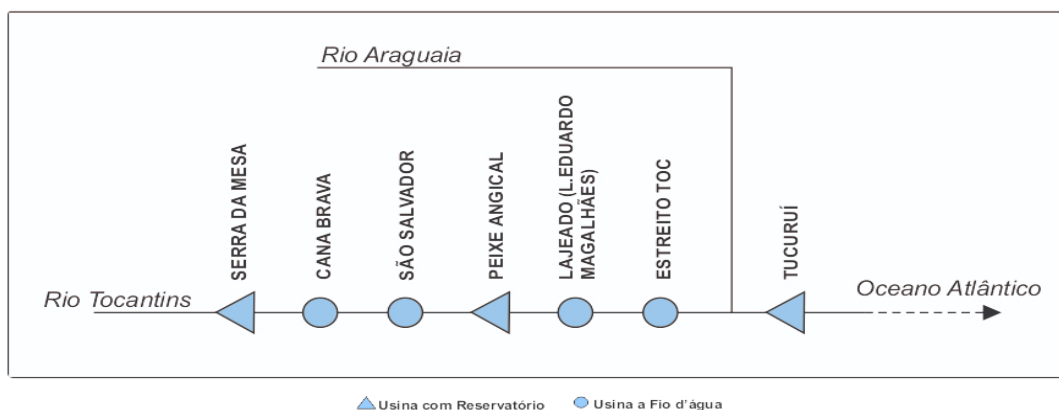 Rio Araguaia
SERRA DA MESA
CANA BRAVA
SÃO SALVADOR
PEIXE ANGICAL
LAJEADO (L.EDUARDO
MAGALHÃES)
ESTREITO TOC
TUCURUÍ
Rio Tocantins
Oceano Atlântico
Usina com Reservatório
Usina a Fio d'água